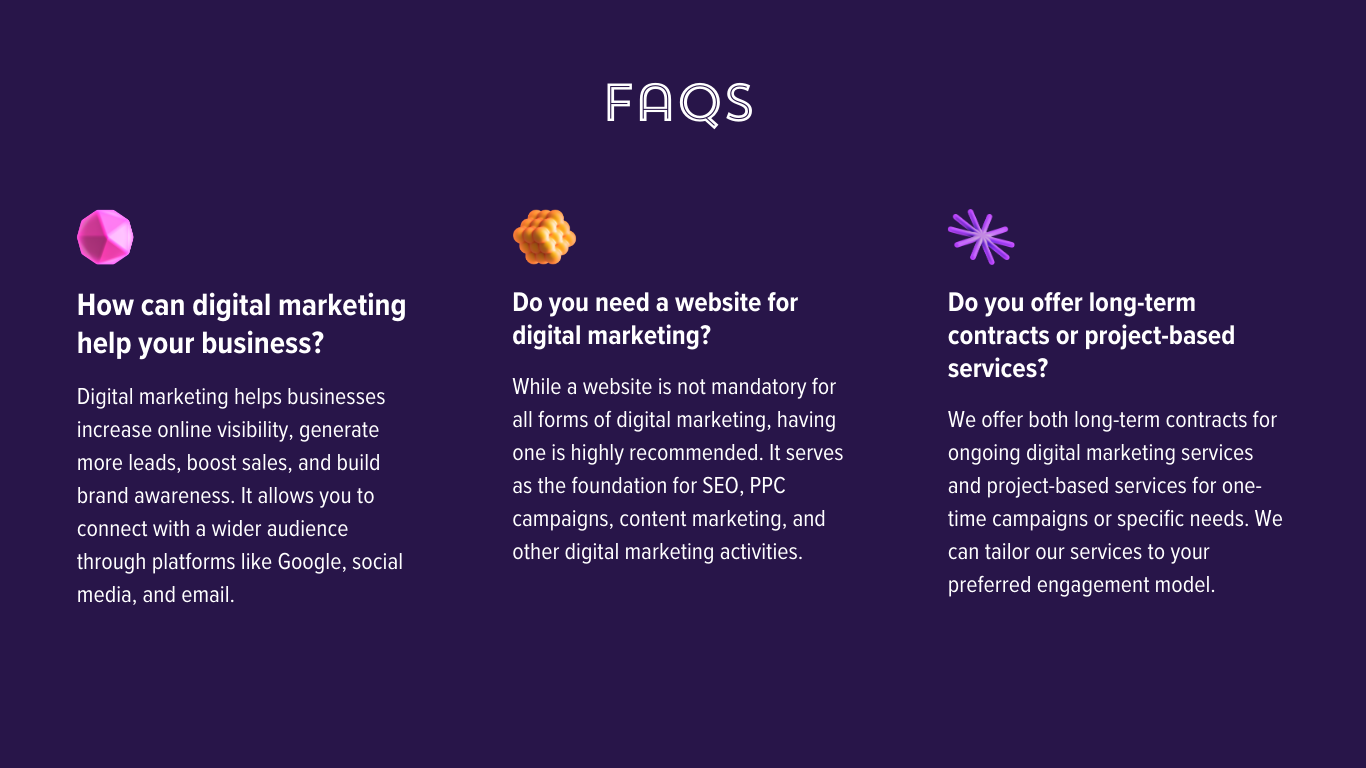 FAQS
How can digital marketing
help your business?
Digital marketing helps businesses
increase online visibility, generate
more leads, boost sales, and build
brand awareness. It allows you to
connect with a wider audience
through platforms like Google, social
media, and email.
Do you need a website for
digital marketing?
While a website is not mandatory for
all forms of digital marketing, having
one is highly recommended. It serves
as the foundation for SEO, PPC
campaigns, content marketing, and
other digital marketing activities.
Do you offer long-term
contracts or project-based
services?
We offer both long-term contracts for
ongoing digital marketing services
and project-based services for one-
time campaigns or specific needs. We
can tailor our services to your
preferred engagement model.